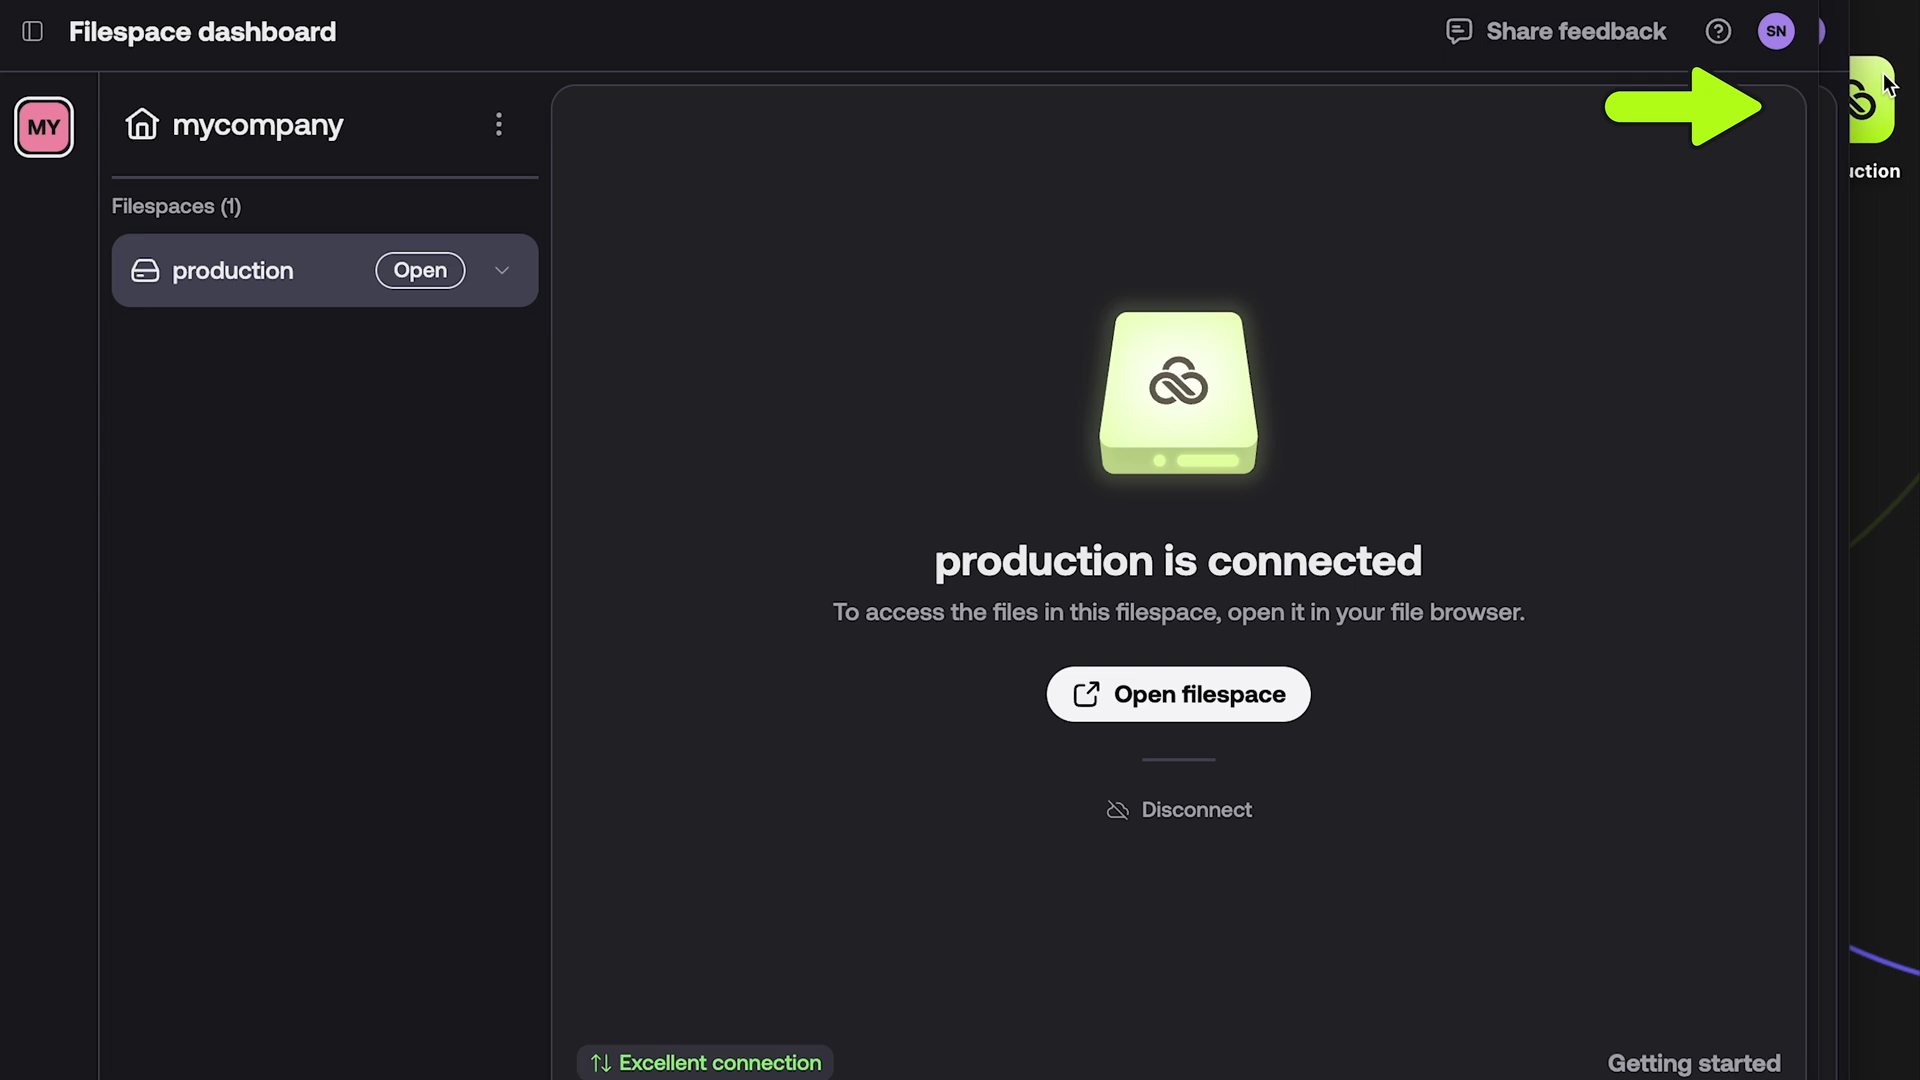 Filespace dashboard
Share feedback
SN
MY
mycompany
Filespaces (1)
production
Open
production is connected
To access the files in this filespace, open it in your file browser.
Open filespace
Disconnect
Excellent connection
Getting started
uction